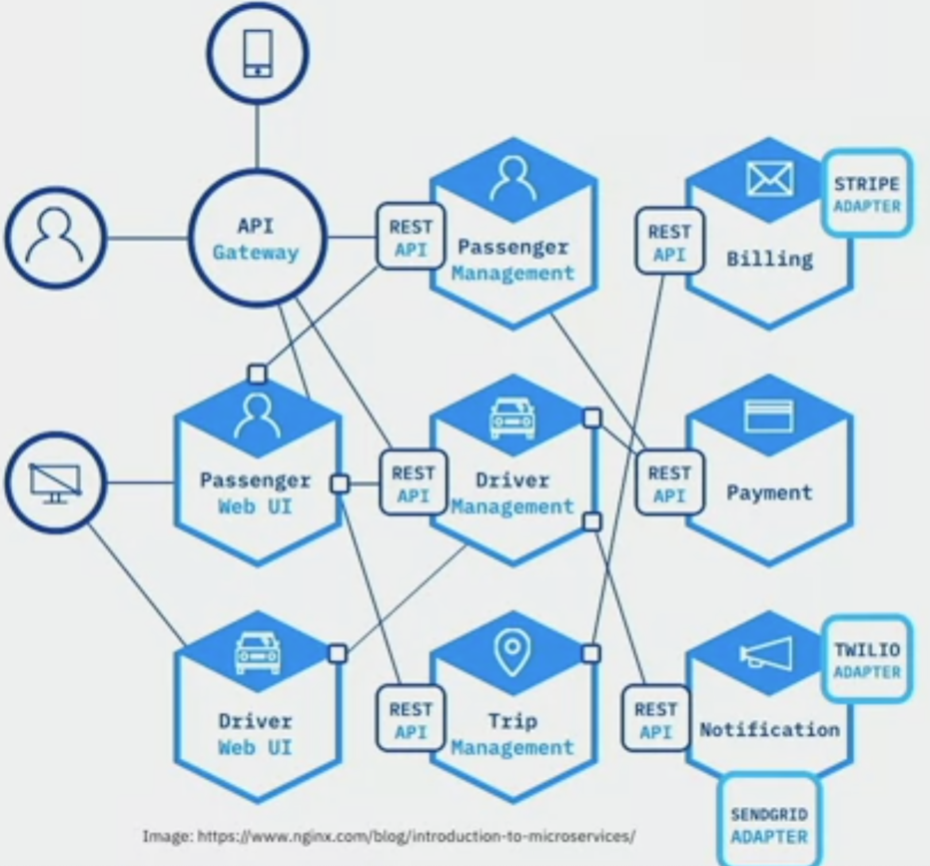 API
Gateway
REST
API
Passenger
Management
REST
API
Billing
STRIPE
ADAPTER
Passenger
Web UI
REST
API
Driver
Management
REST
API
Payment
Driver
Web UI
REST
API
Trip
Management
REST
API
Notification
TWILIO
ADAPTER
SENDGRID
ADAPTER
Image: https://www.nginx.com/blog/introduction-to-microservices/